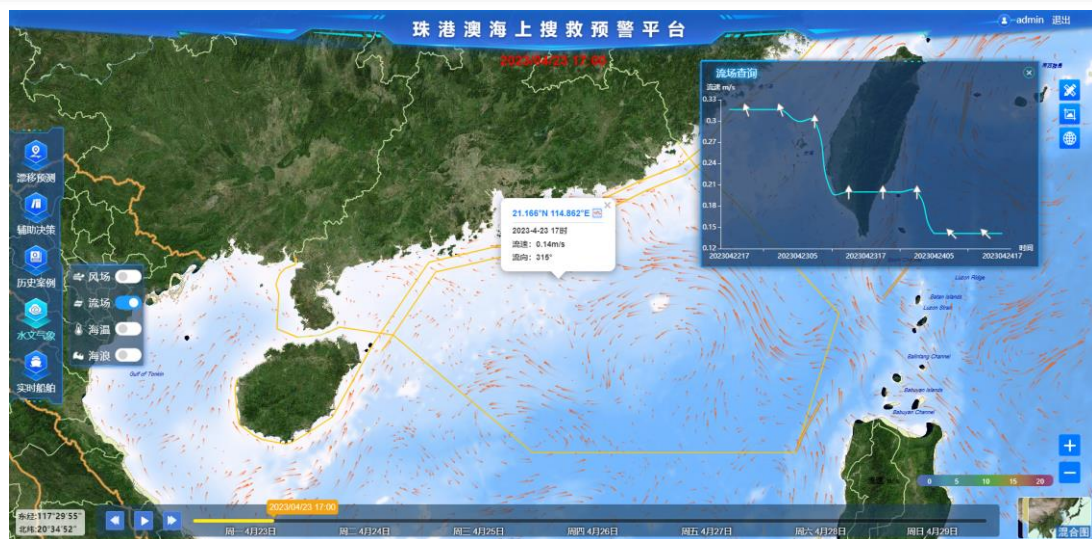 珠港澳海上搜救预警平台
admin 退出
2023/04/23 17:00
流场查询
流速 m/s
0.33
0.3
0.27
0.24
0.21
0.18
0.15
0.12
2023042217
2023042305
2023042317
2023042405
2023042417
时间
漂移预测
辅助决策
历史案例
水文气象
实时船舶
风场
流场
海温
海浪
21.166°N 114.862°E
2023-4-23 17时
流速：0.14m/s
流向：315°
Gulf of Tonkin
Luzon Ridge
Batan Islands
Luzon Strait
Balintang Channel
Babuyan Islands
Babuyan Channel
+
−
0 5 10 15 20
东经:117°29'55"
北纬:20°34'52"
2023/04/23 17:00
周一 4月23日
周二 4月24日
周三 4月25日
周四 4月26日
周五 4月27日
周六 4月28日
周日 4月29日
混合图